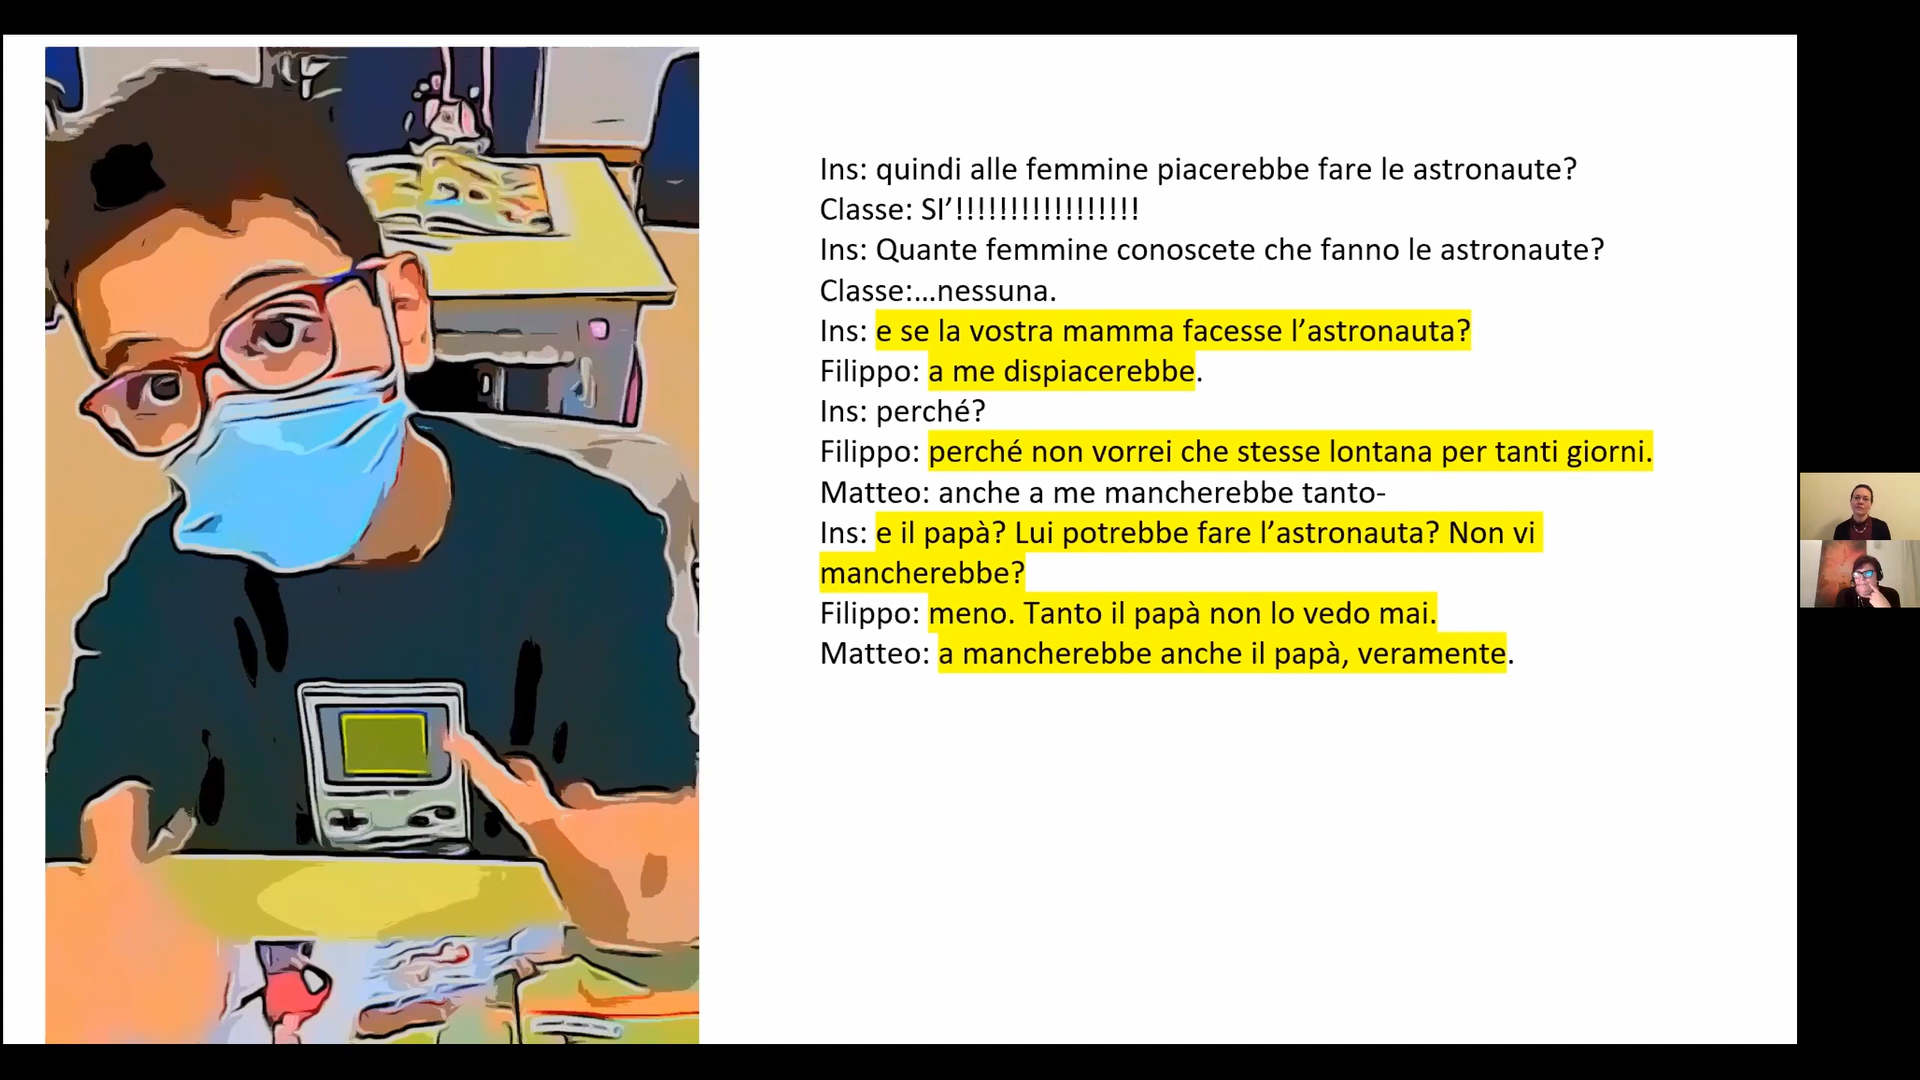 Ins: quindi alle femmine piacerebbe fare le astronaute?
Classe: SI’!!!!!!!!!!!!!!!!!
Ins: Quante femmine conoscete che fanno le astronaute?
Classe:…nessuna.
Ins: e se la vostra mamma facesse l’astronauta?
Filippo: a me dispiacerebbe.
Ins: perché?
Filippo: perché non vorrei che stesse lontana per tanti giorni.
Matteo: anche a me mancherebbe tanto-
Ins: e il papà? Lui potrebbe fare l’astronauta? Non vi
mancherebbe?
Filippo: meno. Tanto il papà non lo vedo mai.
Matteo: a mancherebbe anche il papà, veramente.